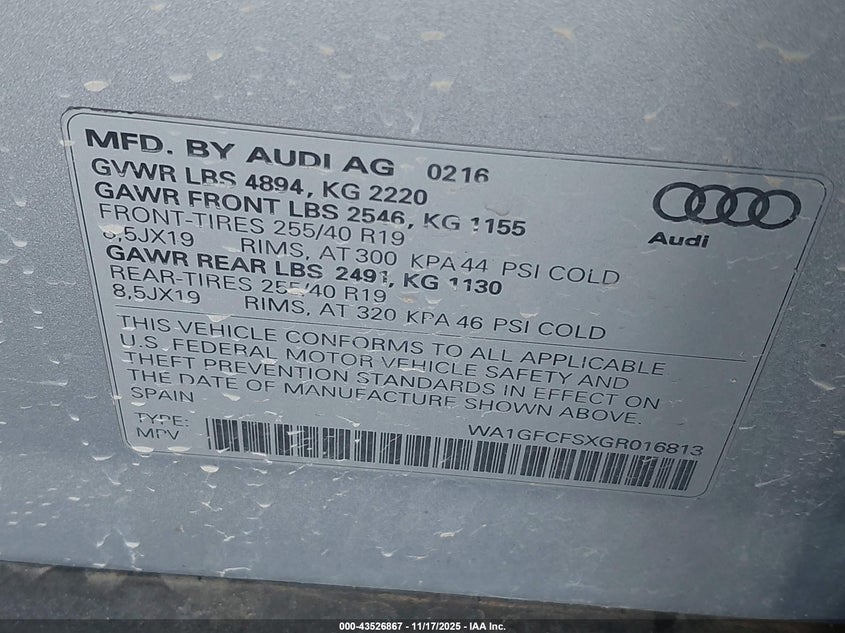 MFD. BY AUDI AG 0216
GVWR LBS 4894, KG 2220
GAWR FRONT LBS 2546, KG 1155
FRONT-TIRES 255/40 R19
8,5JX19 RIMS, AT 300 KPA 44 PSI COLD
GAWR REAR LBS 2491, KG 1130
REAR-TIRES 255/40 R19
8,5JX19 RIMS, AT 320 KPA 46 PSI COLD
Audi
THIS VEHICLE CONFORMS TO ALL APPLICABLE
U.S. FEDERAL MOTOR VEHICLE SAFETY AND
THEFT PREVENTION STANDARDS IN EFFECT ON
THE DATE OF MANUFACTURE SHOWN ABOVE.
SPAIN
TYPE: WA1GFCFSXGR016813
MPV
000-43526867 - 11/17/2025 - IAA Inc.